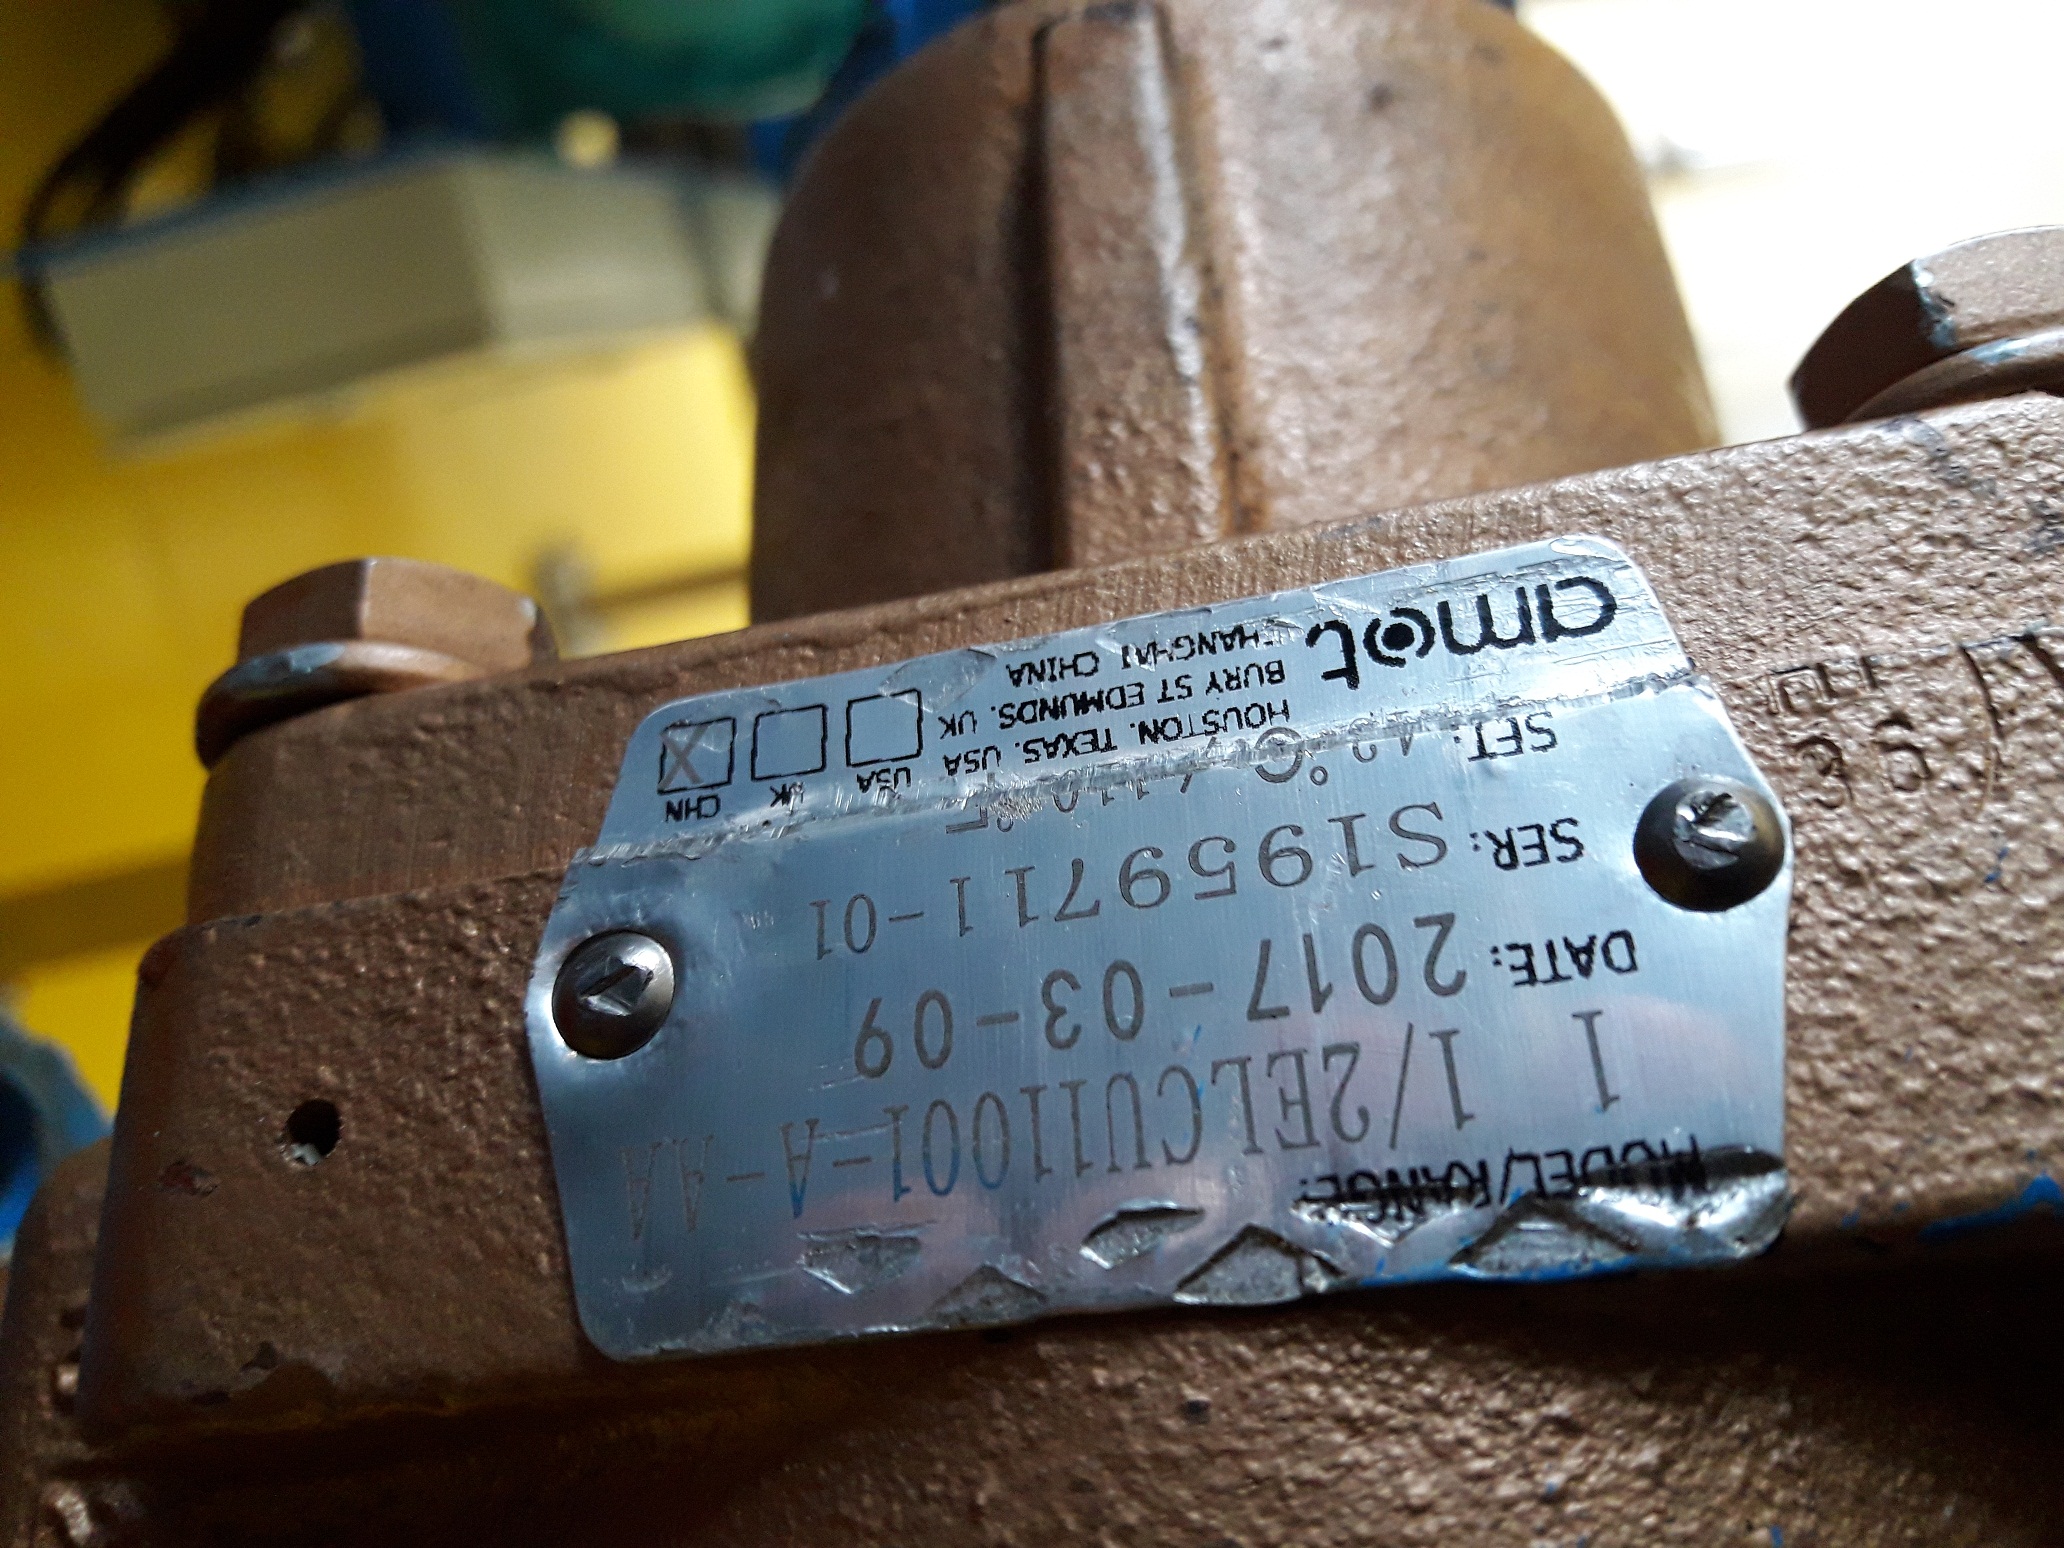 MODEL/RANGE:
1 1/2ELCU11001-A-AA
DATE: 2017-03-09
SER: S1959711-01
SET: 43°C/110°F
amot
HOUSTON. TEXAS. USA
BURY ST EDMUNDS. UK
SHANGHAI CHINA
USA UK CHN
X